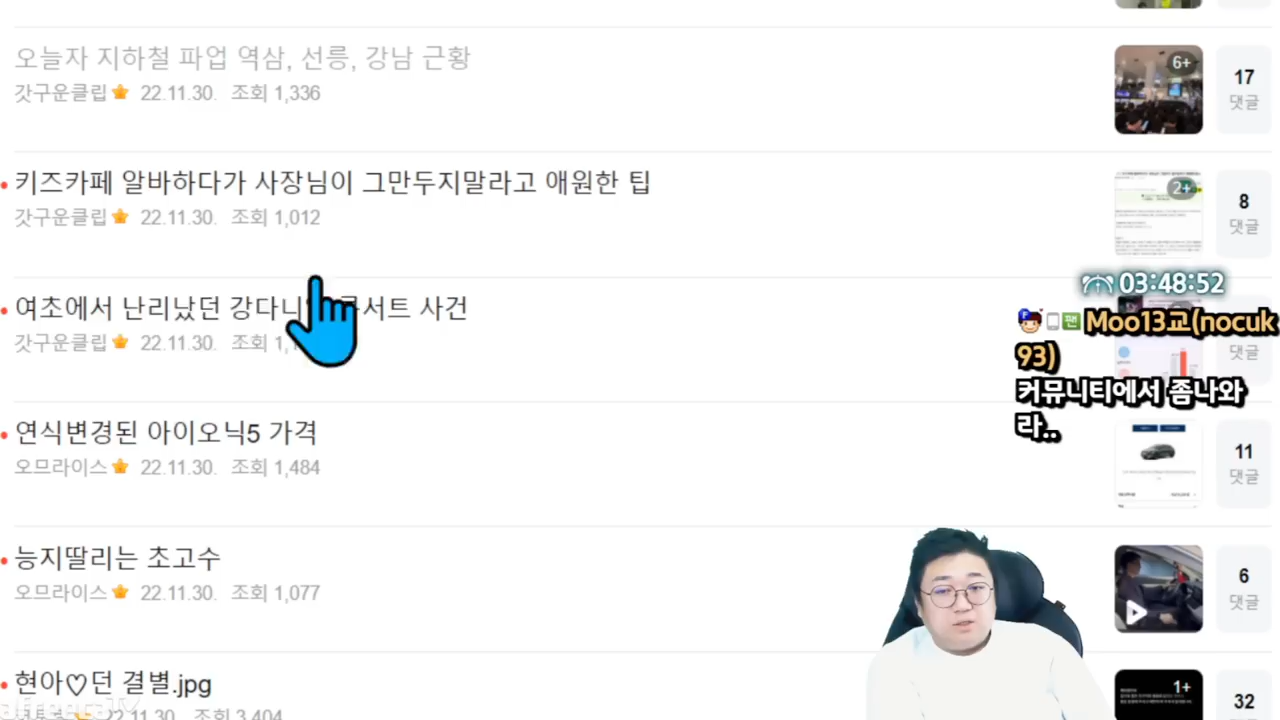 오늘자 지하철 파업 역삼, 선릉, 강남 근황
갓구운클립 22.11.30. 조회 1,336
6+
17
댓글
키즈카페 알바하다가 사장님이 그만두지말라고 애원한 팁
갓구운클립 22.11.30. 조회 1,012
2+
8
댓글
03:48:52
Moo13교(nocuk
93)
커뮤니티에서 좀나와
라..
여초에서 난리났던 강다니 콘서트 사건
갓구운클립 22.11.30. 조회
댓글
연식변경된 아이오닉5 가격
오므라이스 22.11.30. 조회 1,484
11
댓글
능지딸리는 초고수
오므라이스 22.11.30. 조회 1,077
6
댓글
현아♡던 결별.jpg
22.11.30. 조회 3,404
1+
32
afreecaTV